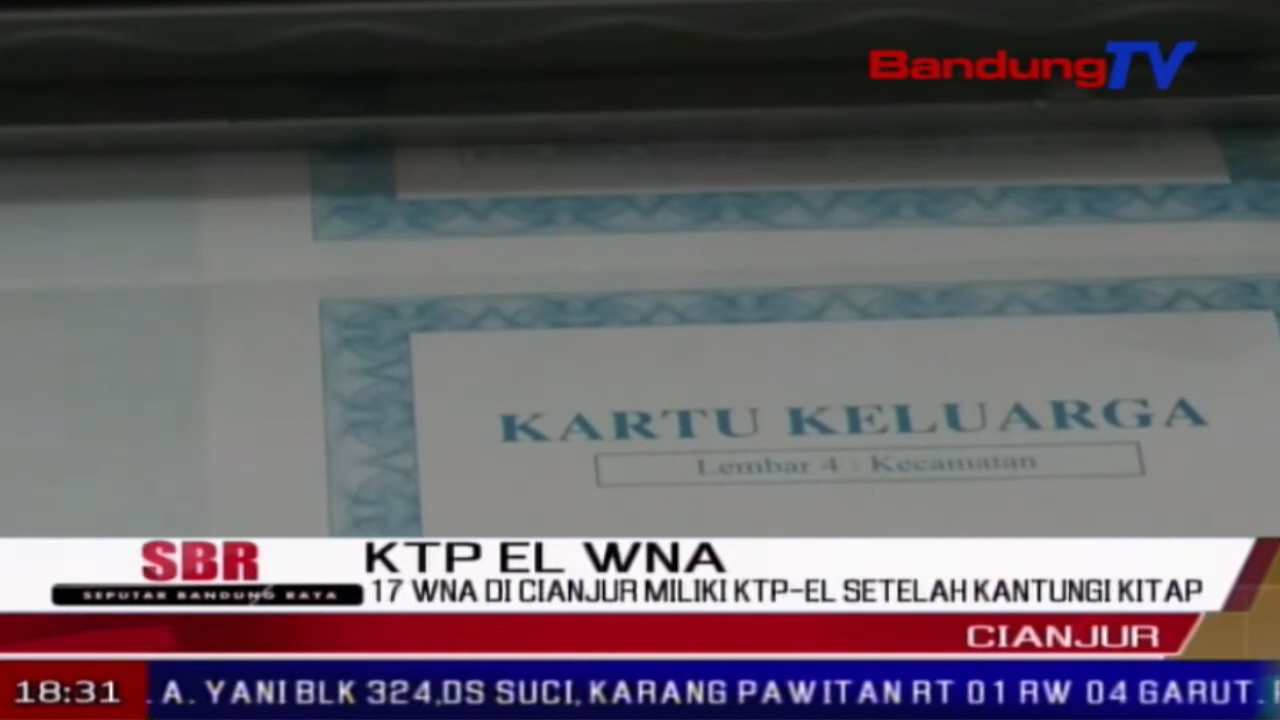 BandungTV
KARTU KELUARGA
Lembar 4 : Kecamatan
SBR
SEPUTAR BANDUNG RAYA
KTP EL WNA
17 WNA DI CIANJUR MILIKI KTP-EL SETELAH KANTUNGI KITAP
CIANJUR
18:31
. A. YANI BLK 324,DS SUCI, KARANG PAWITAN RT 01 RW 04 GARUT.